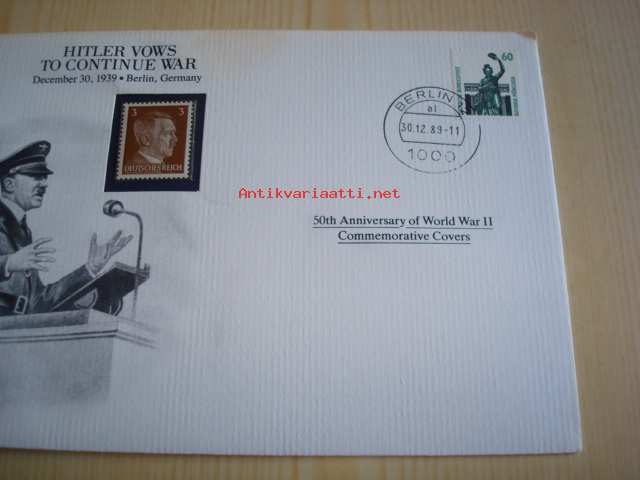 HITLER VOWS
TO CONTINUE WAR
December 30, 1939 • Berlin, Germany
3 3
DEUTSCHES REICH
BERLIN
al
30.12.89-11
1000
60
Antikvariaatti.net
50th Anniversary of World War II
Commemorative Covers